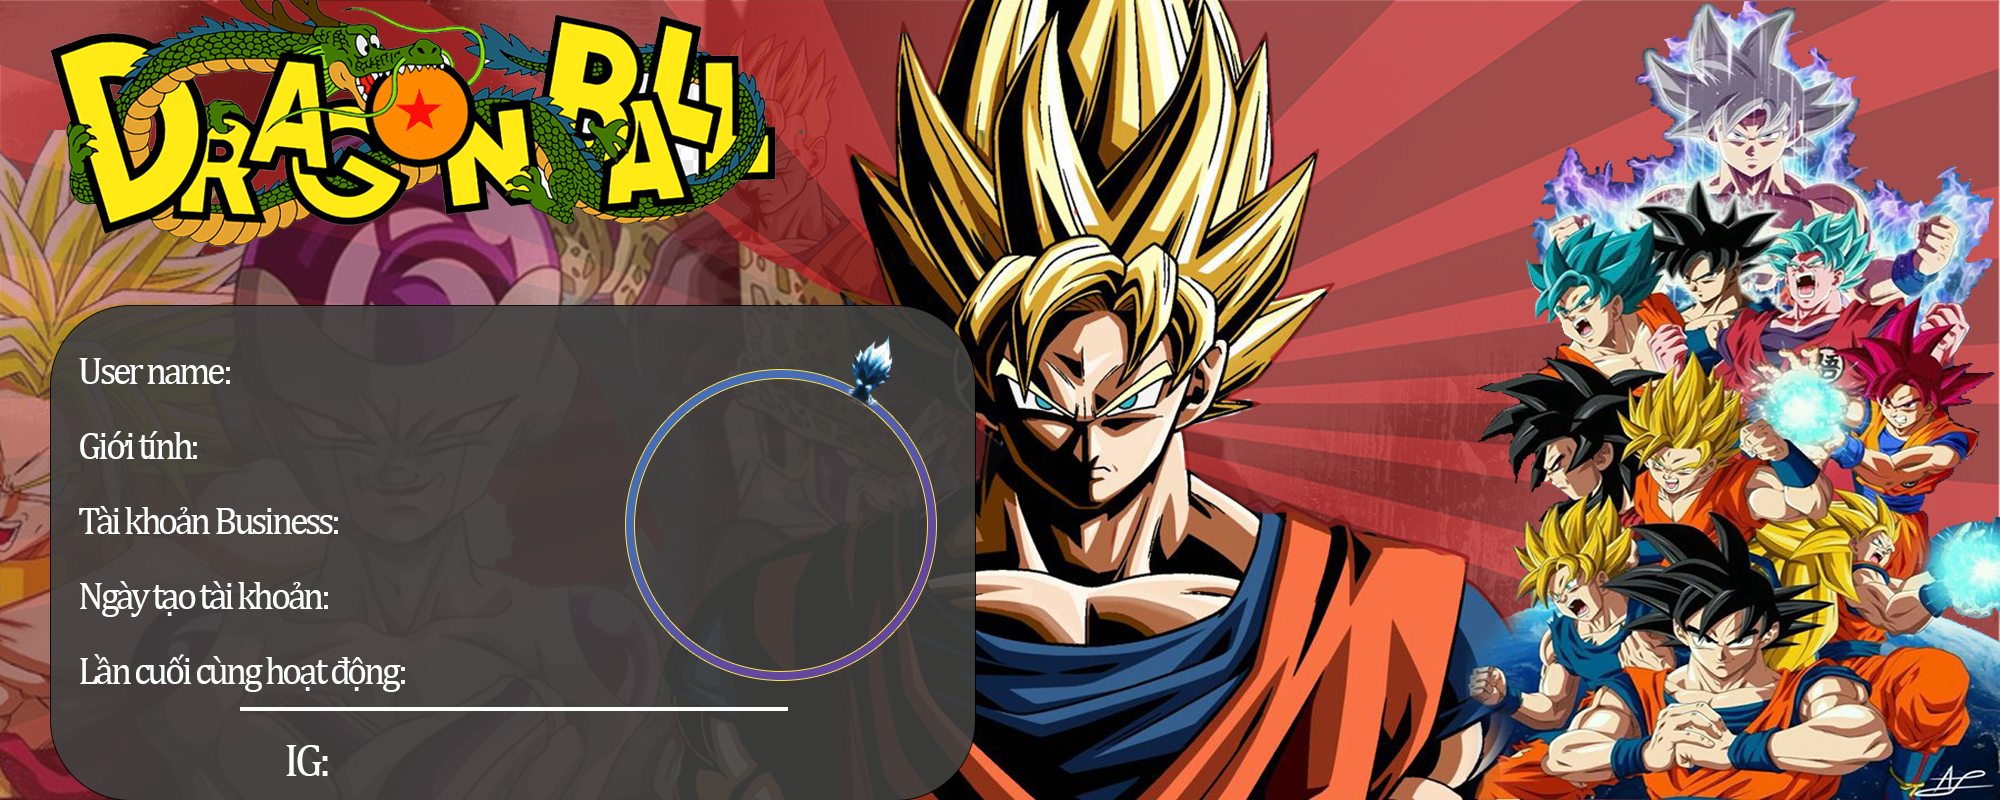 DRAGON BALL
User name:
Giới tính:
Tài khoản Business:
Ngày tạo tài khoản:
Lần cuối cùng hoạt động:
IG:
悟